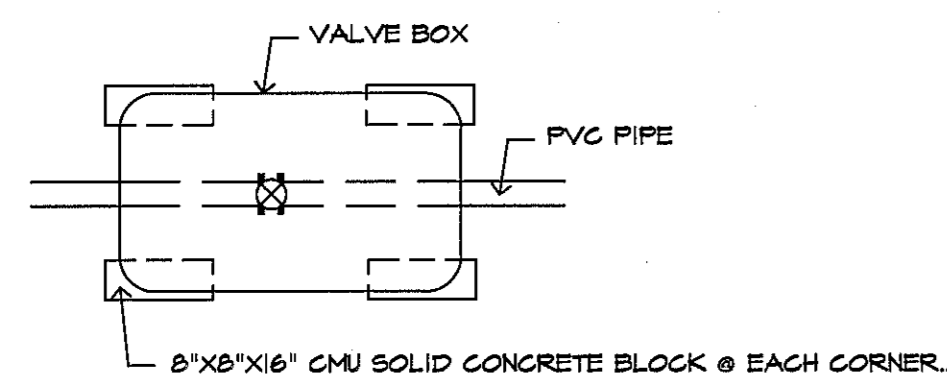 VALVE BOX
PVC PIPE
8"X8"X16" CMU SOLID CONCRETE BLOCK @ EACH CORNER.